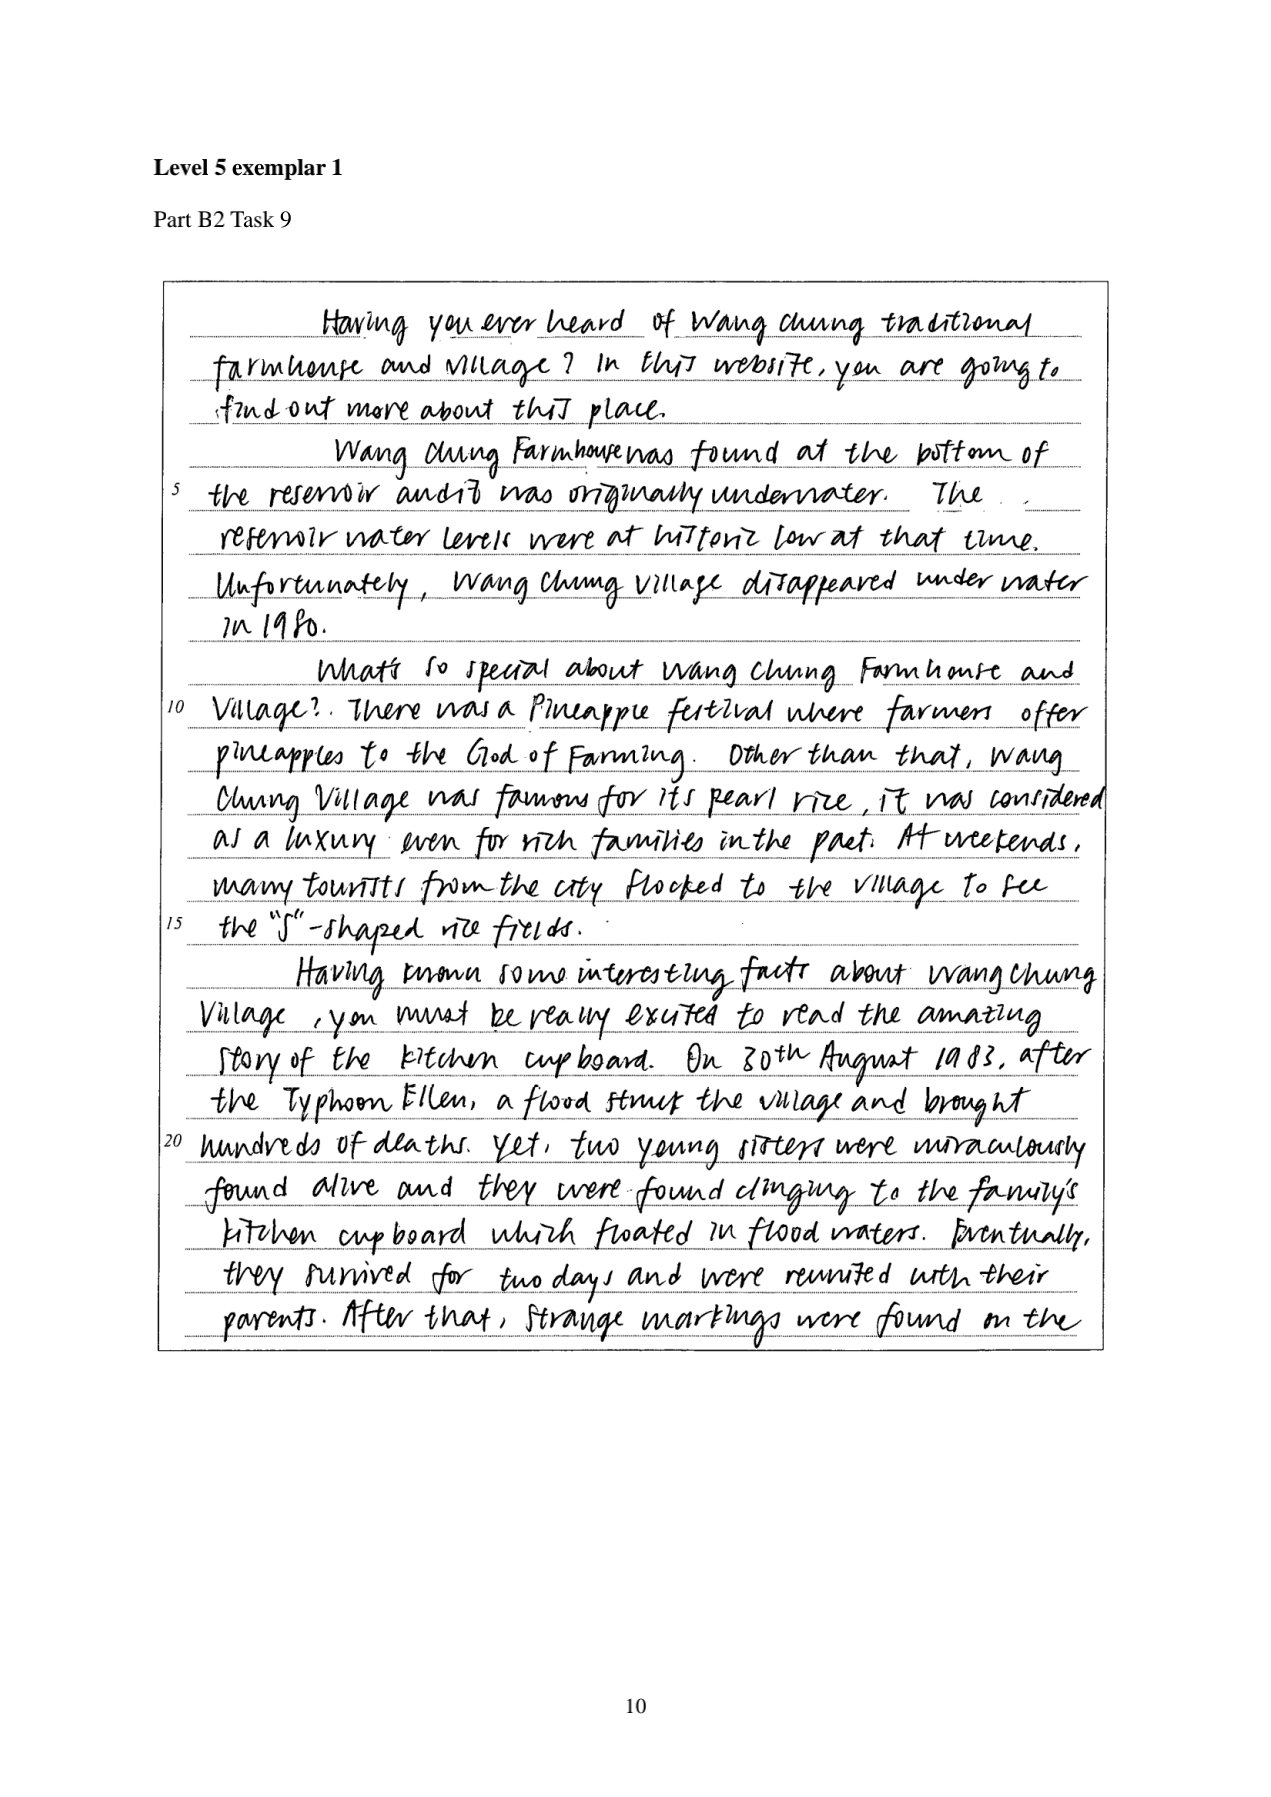 Level 5 exemplar 1
Part B2 Task 9
Having you ever heard of Wang Chung traditional
farmhouse and village? In this website, you are going to
find out more about this place.
Wang Chung Farmhouse was found at the bottom of
5 the reservoir and it was originally underwater. The
reservoir water levels were at historic low at that time.
Unfortunately, Wang Chung Village disappeared under water
in 1980.
What's so special about Wang Chung Farmhouse and
10 Village?. There was a Pineapple festival where farmers offer
pineapples to the God of Farming. Other than that, Wang
Chung Village was famous for its pearl rice, it was considered
as a luxury even for rich families in the past. At weekends,
many tourists from the city flocked to the village to see
15 the "S"-shaped rice fields.
Having known some interesting facts about Wang Chung
Village, you must be really excited to read the amazing
story of the kitchen cupboard. On 30th August 1983, after
the Typhoon Ellen, a flood struck the village and brought
20 hundreds of deaths. Yet, two young sisters were miraculously
found alive and they were found clinging to the family's
kitchen cupboard which floated in flood waters. Eventually,
they survived for two days and were reunited with their
parents. After that, strange markings were found on the
10